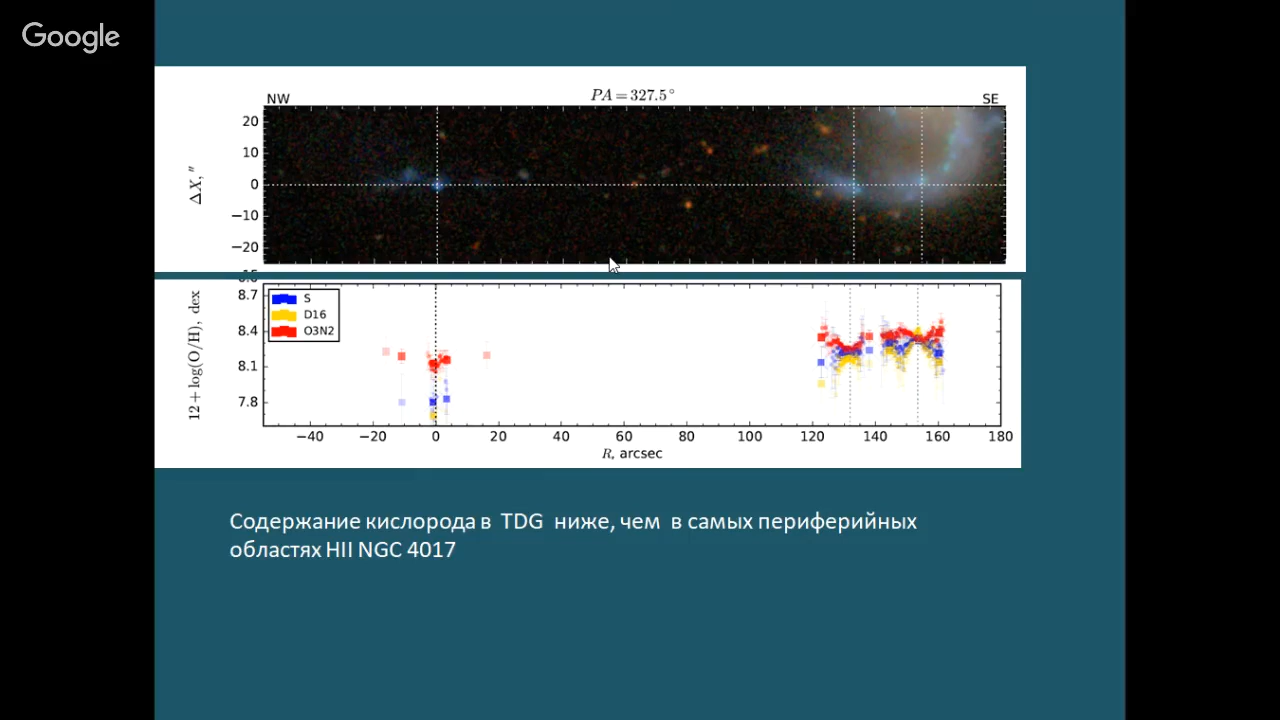 Google
PA = 327.5°
NW
SE
20
10
0
−10
−20
ΔX, ″
8.7
8.4
8.1
7.8
12 + log(O/H), dex
S
D16
O3N2
−40 −20 0 20 40 60 80 100 120 140 160 180
R, arcsec
Содержание кислорода в TDG ниже, чем в самых периферийных
областях HII NGC 4017